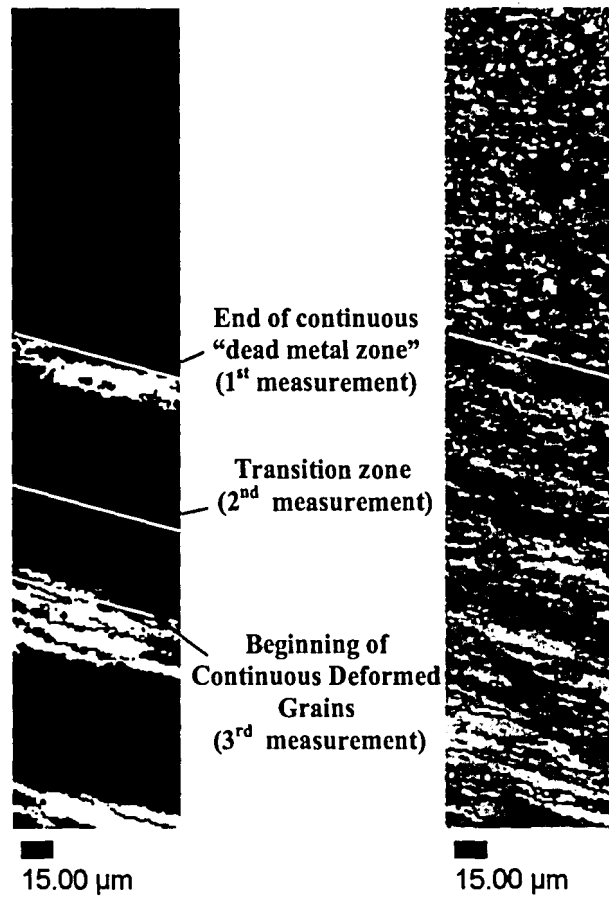 End of continuous
“dead metal zone”
(1st measurement)
Transition zone
(2nd measurement)
Beginning of
Continuous Deformed
Grains
(3rd measurement)
15.00 µm
15.00 µm